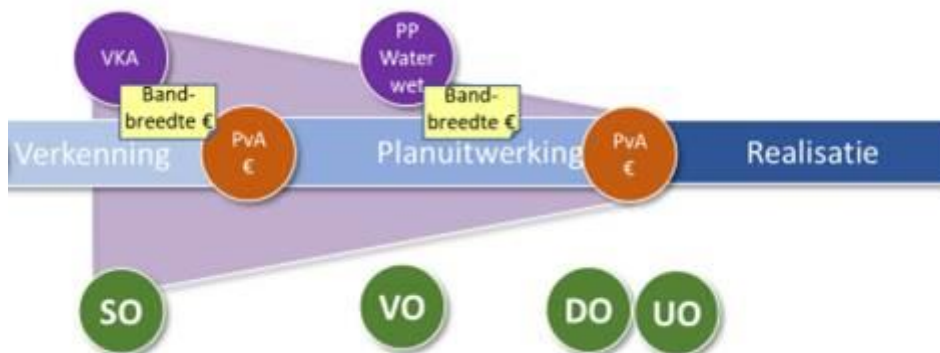 VKA
PP
Water
wet
Band-
breedte €
Band-
breedte €
Verkenning
PvA
€
Planuitwerking
PvA
€
Realisatie
SO
VO
DO
UO